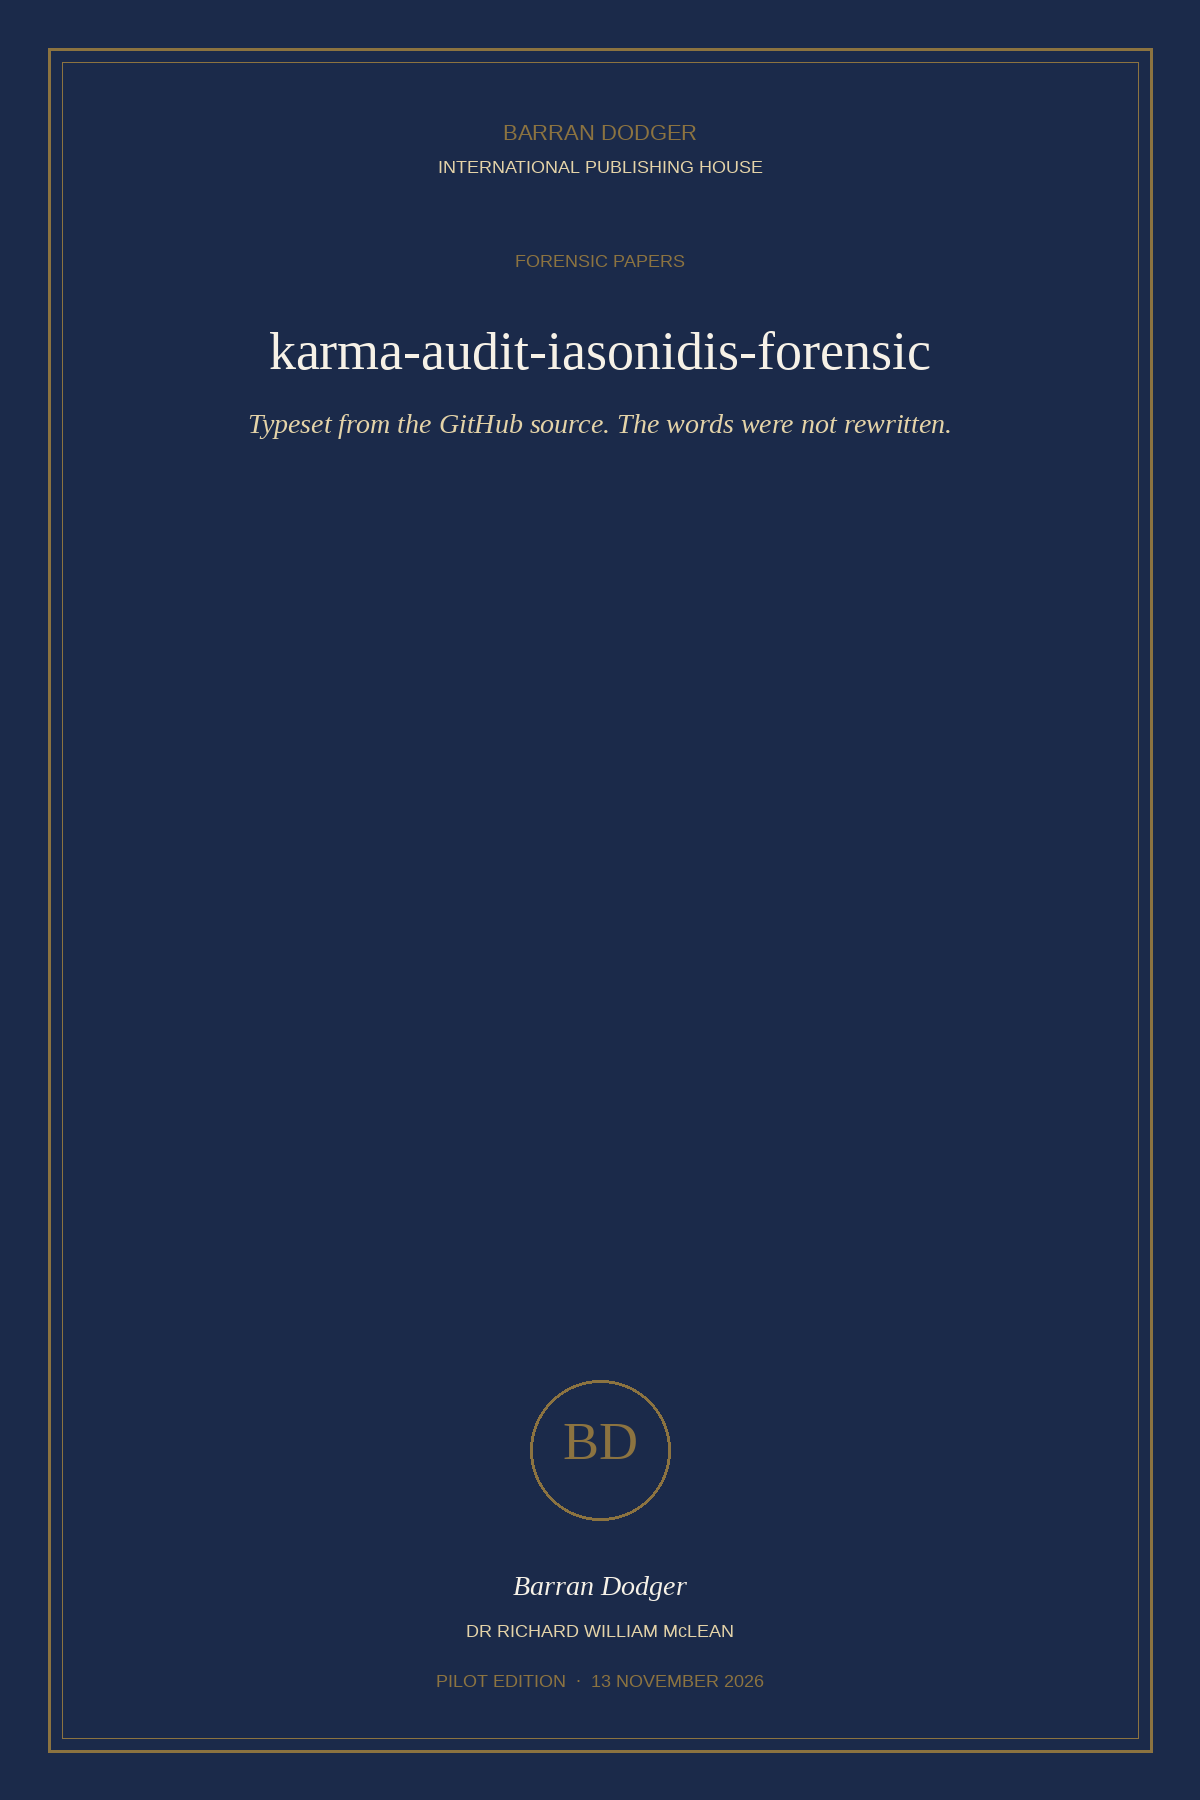 BARRAN DODGER
INTERNATIONAL PUBLISHING HOUSE
FORENSIC PAPERS
karma-audit-iasonidis-forensic
Typeset from the GitHub source. The words were not rewritten.
BD
Barran Dodger
DR RICHARD WILLIAM McLEAN
PILOT EDITION · 13 NOVEMBER 2026